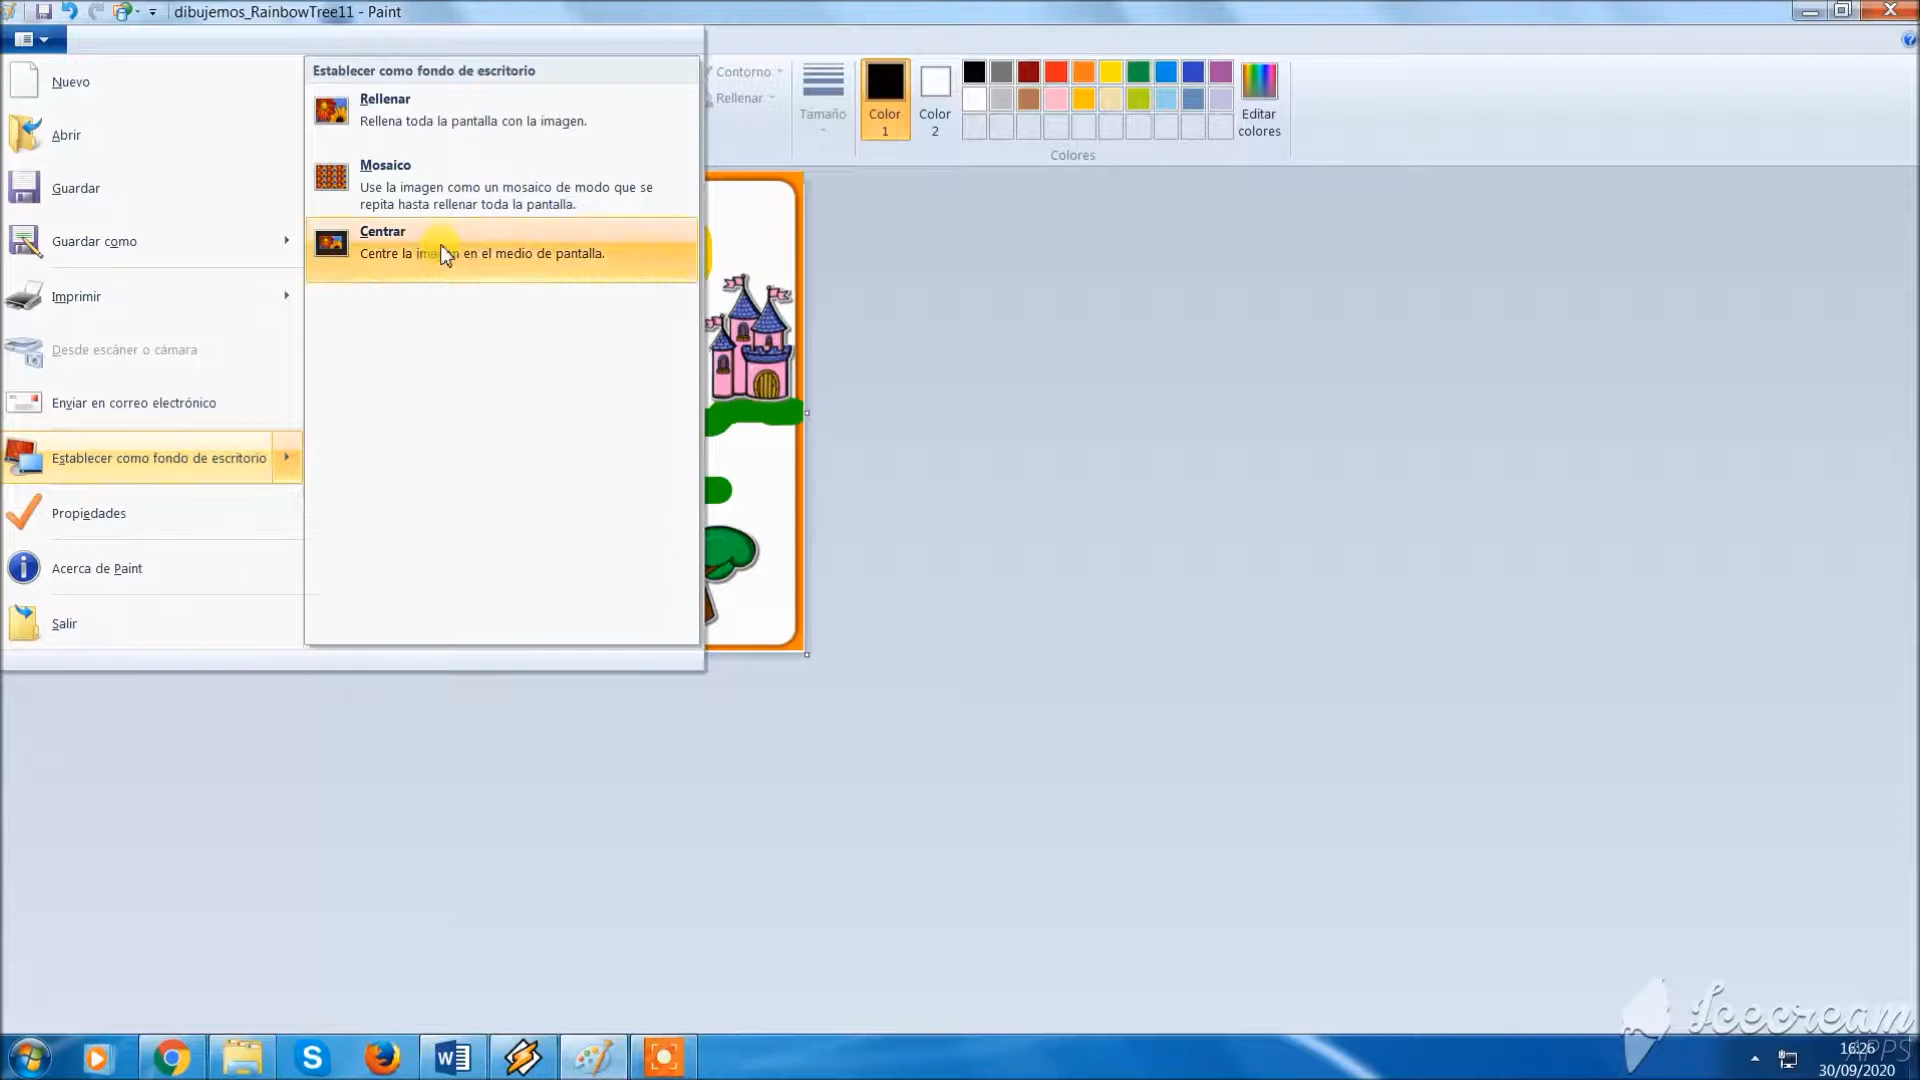 dibujemos_RainbowTree11 - Paint
Nuevo
Abrir
Guardar
Guardar como
Imprimir
Desde escáner o cámara
Enviar en correo electrónico
Establecer como fondo de escritorio
Propiedades
Acerca de Paint
Salir
Establecer como fondo de escritorio
Rellenar
Rellena toda la pantalla con la imagen.
Mosaico
Use la imagen como un mosaico de modo que se
repita hasta rellenar toda la pantalla.
Centrar
Centre la imagen en el medio de pantalla.
Contorno
Rellenar
Tamaño
Color
1
Color
2
Editar
colores
Colores
Icecream
APPS
16:26
30/09/2020